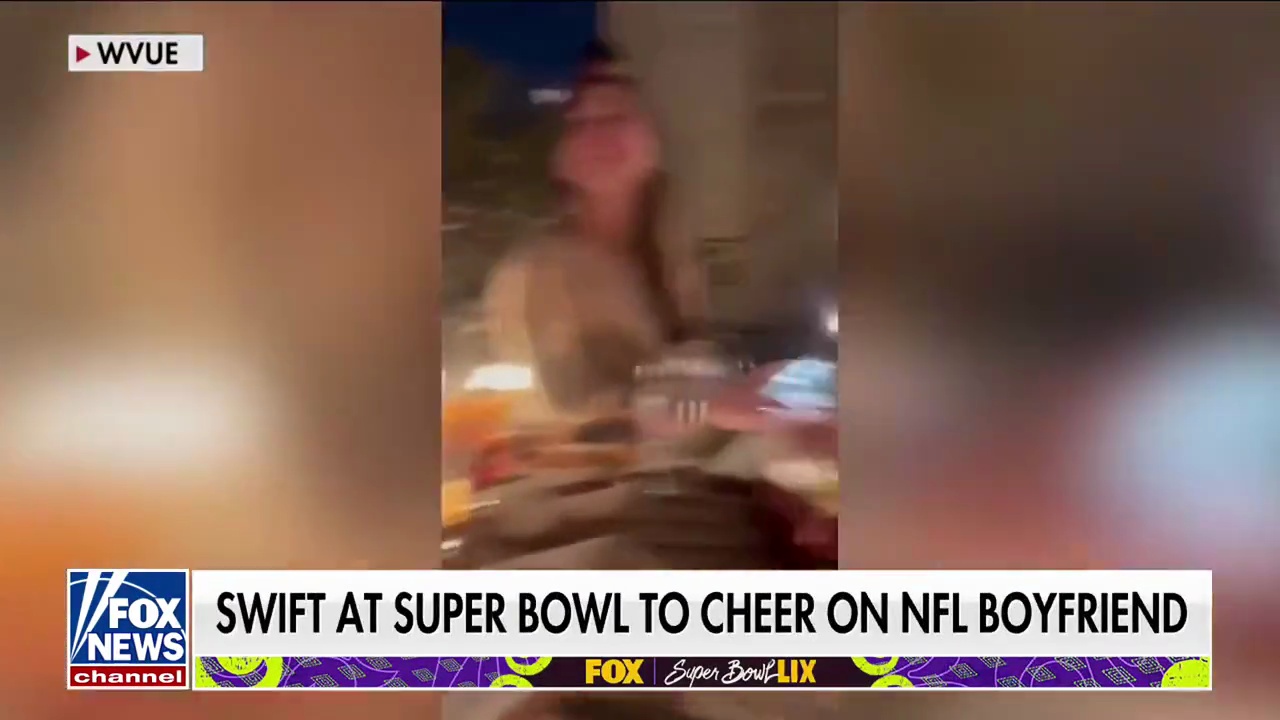 WVUE
SWIFT AT SUPER BOWL TO CHEER ON NFL BOYFRIEND
FOX
NEWS
channel
FOX Super Bowl LIX